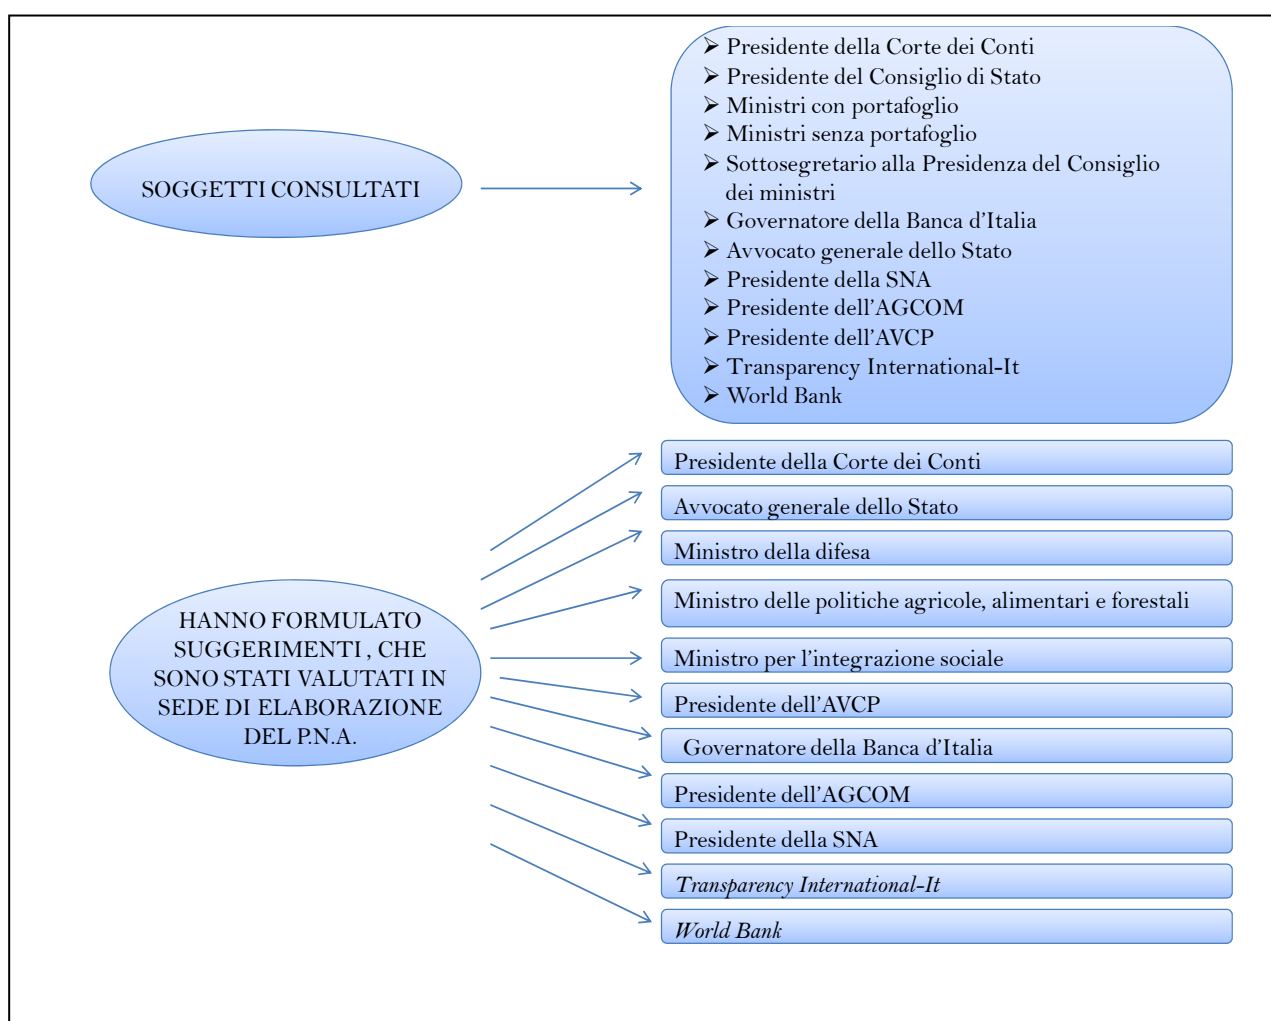 SOGGETTI CONSULTATI
➢ Presidente della Corte dei Conti
➢ Presidente del Consiglio di Stato
➢ Ministri con portafoglio
➢ Ministri senza portafoglio
➢ Sottosegretario alla Presidenza del Consiglio
dei ministri
➢ Governatore della Banca d’Italia
➢ Avvocato generale dello Stato
➢ Presidente della SNA
➢ Presidente dell’AGCOM
➢ Presidente dell’AVCP
➢ Transparency International-It
➢ World Bank
HANNO FORMULATO
SUGGERIMENTI , CHE
SONO STATI VALUTATI IN
SEDE DI ELABORAZIONE
DEL P.N.A.
Presidente della Corte dei Conti
Avvocato generale dello Stato
Ministro della difesa
Ministro delle politiche agricole, alimentari e forestali
Ministro per l’integrazione sociale
Presidente dell’AVCP
Governatore della Banca d’Italia
Presidente dell’AGCOM
Presidente della SNA
Transparency International-It
World Bank